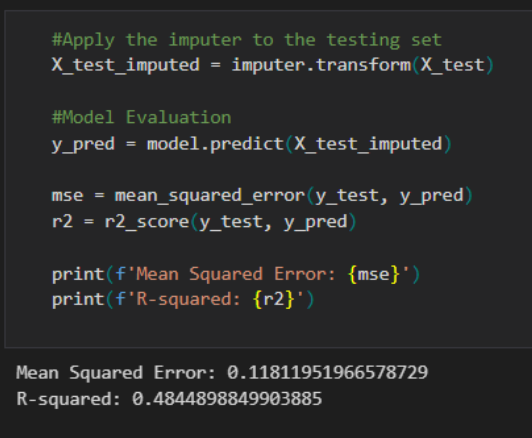 #Apply the imputer to the testing set
X_test_imputed = imputer.transform(X_test)
#Model Evaluation
y_pred = model.predict(X_test_imputed)
mse = mean_squared_error(y_test, y_pred)
r2 = r2_score(y_test, y_pred)
print(f'Mean Squared Error: {mse}')
print(f'R-squared: {r2}')
Mean Squared Error: 0.11811951966578729
R-squared: 0.4844898849903885